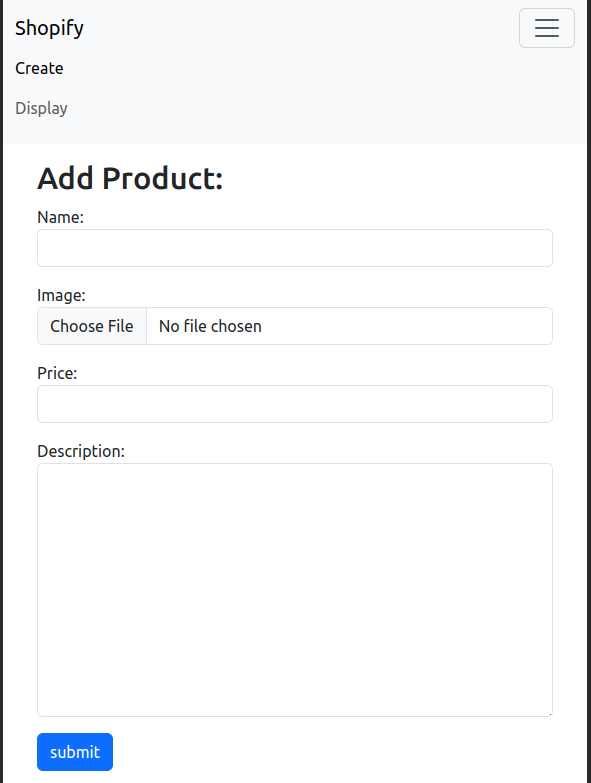 Shopify
Create
Display
Add Product:
Name:
Image:
Choose File No file chosen
Price:
Description:
submit